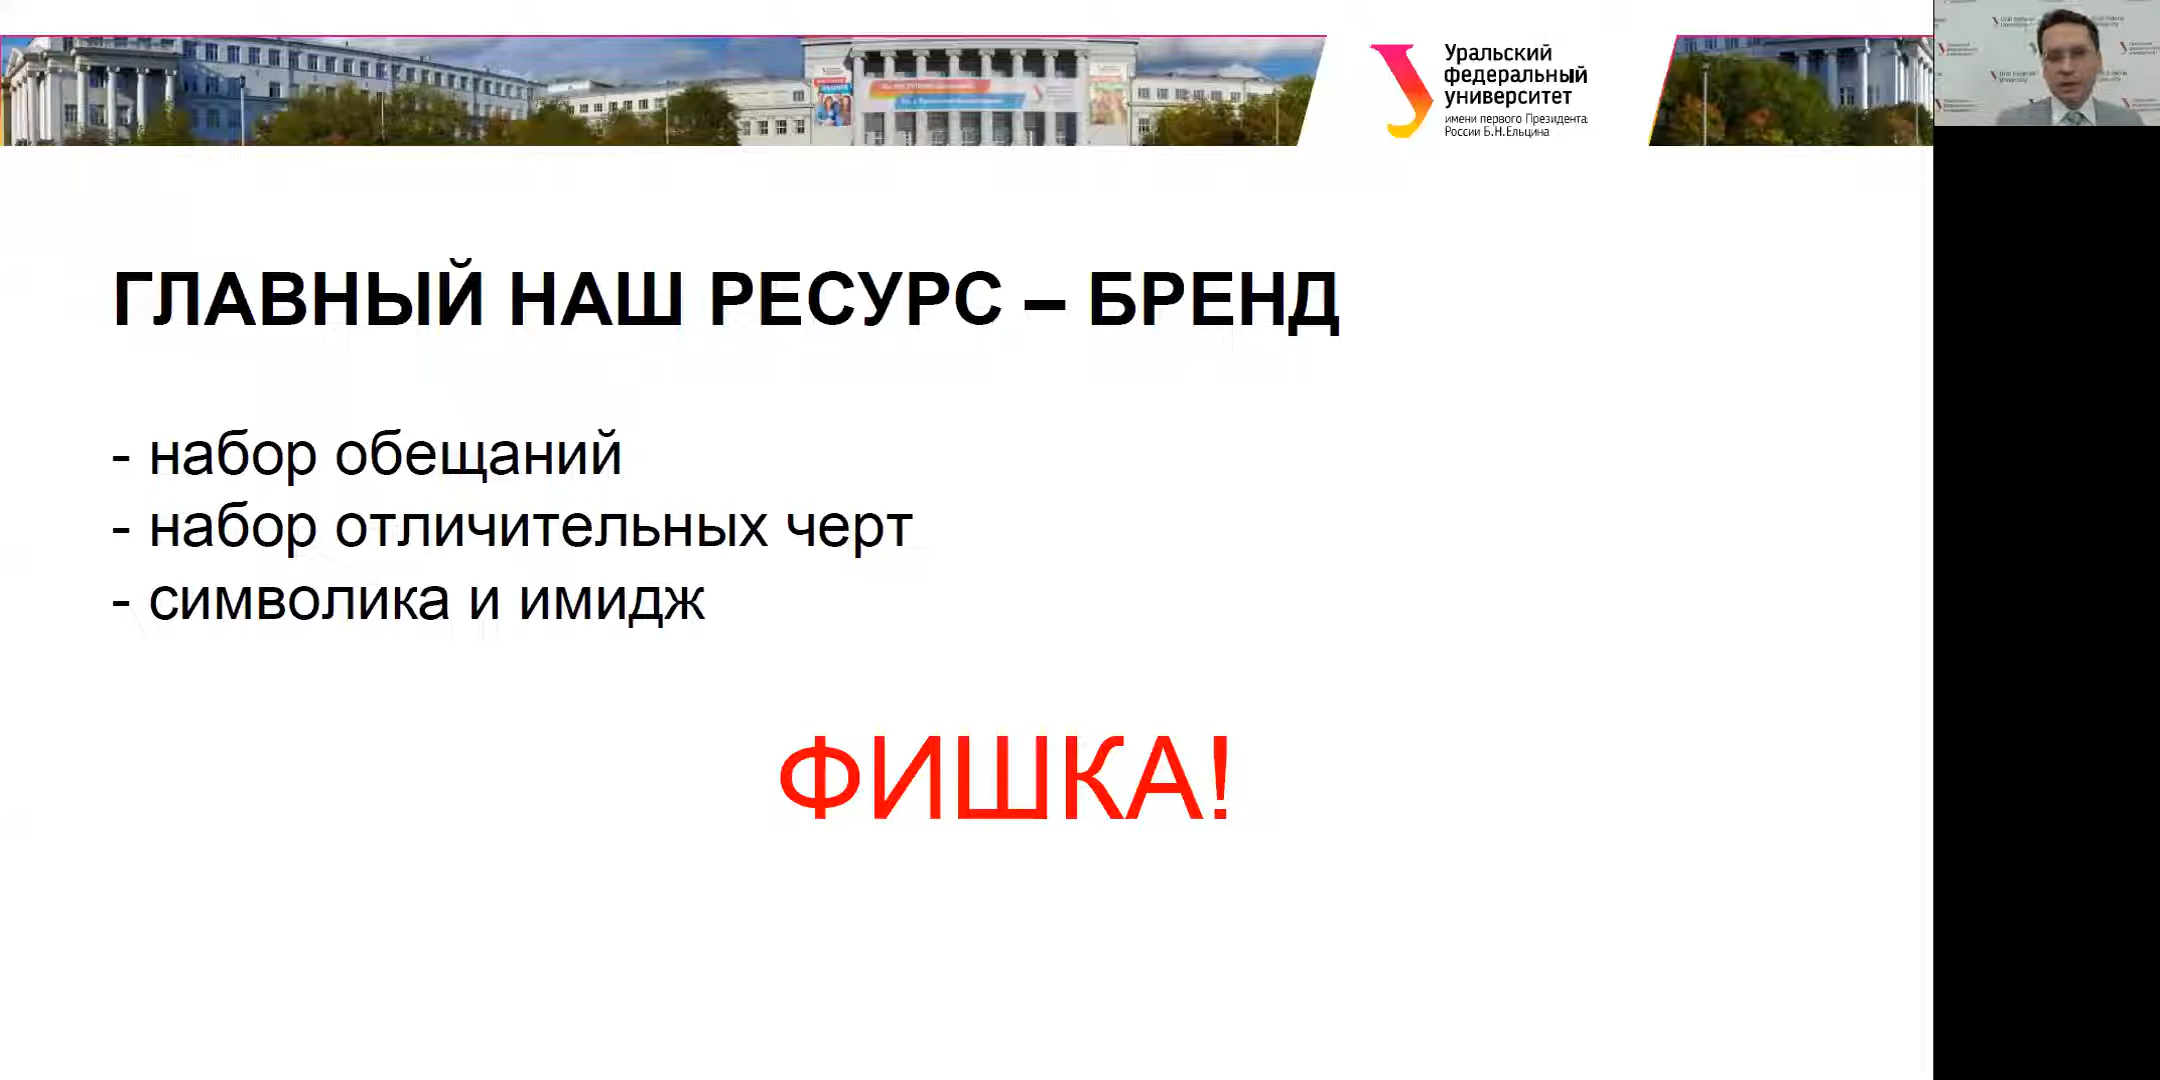 Уральский
федеральный
университет
имени первого Президента
России Б.Н.Ельцина
ГЛАВНЫЙ НАШ РЕСУРС – БРЕНД
- набор обещаний
- набор отличительных черт
- символика и имидж
ФИШКА!